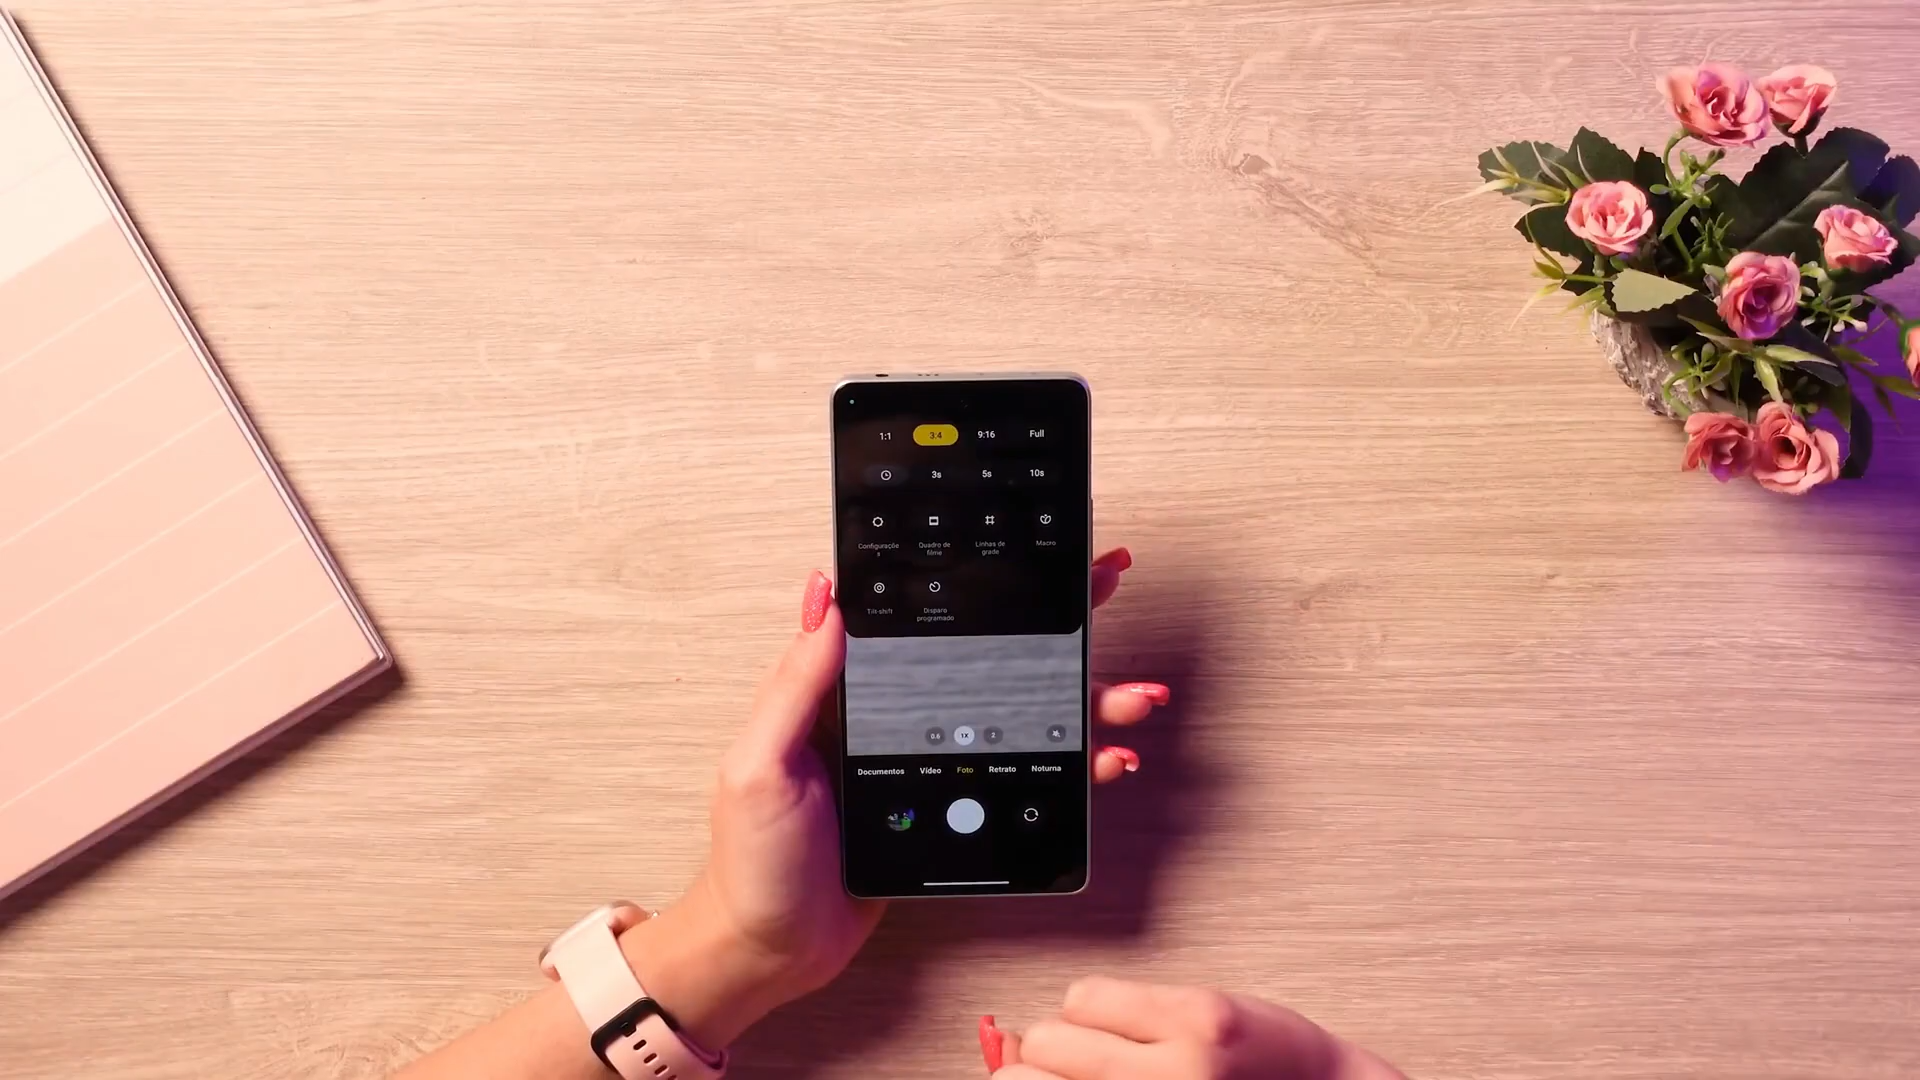 1:1 3:4 9:16 Full
3s 5s 10s
Configuraçõe Quadro de Linhas de Macro
s filme grade
Tilt-shift Disparo
programado
0.6 1X 2
Documentos Vídeo Foto Retrato Noturna